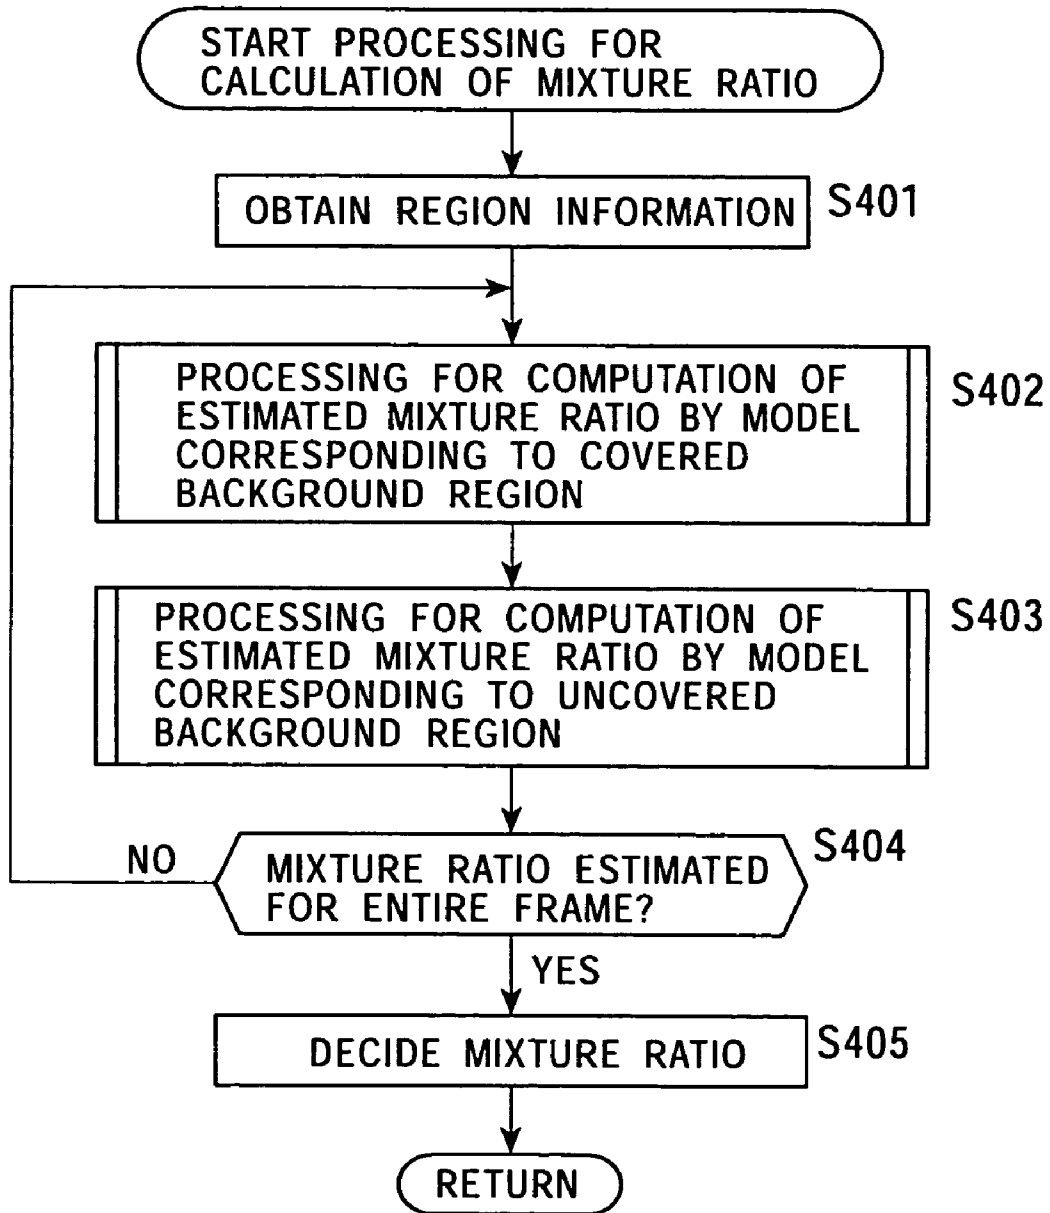 START PROCESSING FOR
CALCULATION OF MIXTURE RATIO
OBTAIN REGION INFORMATION
S401
PROCESSING FOR COMPUTATION OF
ESTIMATED MIXTURE RATIO BY MODEL
CORRESPONDING TO COVERED
BACKGROUND REGION
S402
PROCESSING FOR COMPUTATION OF
ESTIMATED MIXTURE RATIO BY MODEL
CORRESPONDING TO UNCOVERED
BACKGROUND REGION
S403
MIXTURE RATIO ESTIMATED
FOR ENTIRE FRAME?
S404
NO
YES
DECIDE MIXTURE RATIO
S405
RETURN